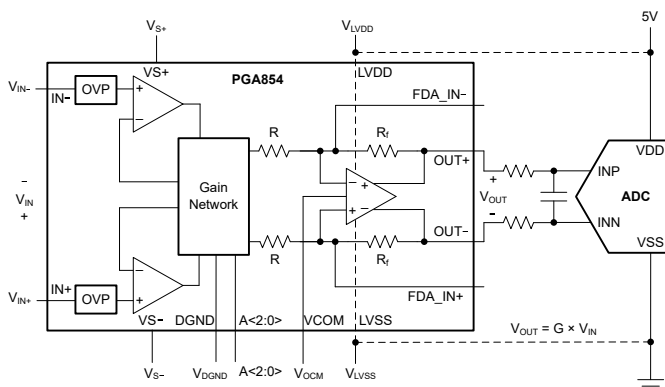 VS+
VLVDD
5V
VS+
PGA854
LVDD
VIN−
IN−
OVP
FDA_IN−
R
Rf
VDD
OUT+
INP
− VIN +
Gain Network
− +
+ −
+ VOUT -
ADC
INN
OUT−
VSS
R
Rf
FDA_IN+
VIN+
IN+
OVP
VS−
DGND
A<2:0>
VCOM
LVSS
VOUT = G × VIN
VS−
VDGND
A<2:0>
VOCM
VLVSS